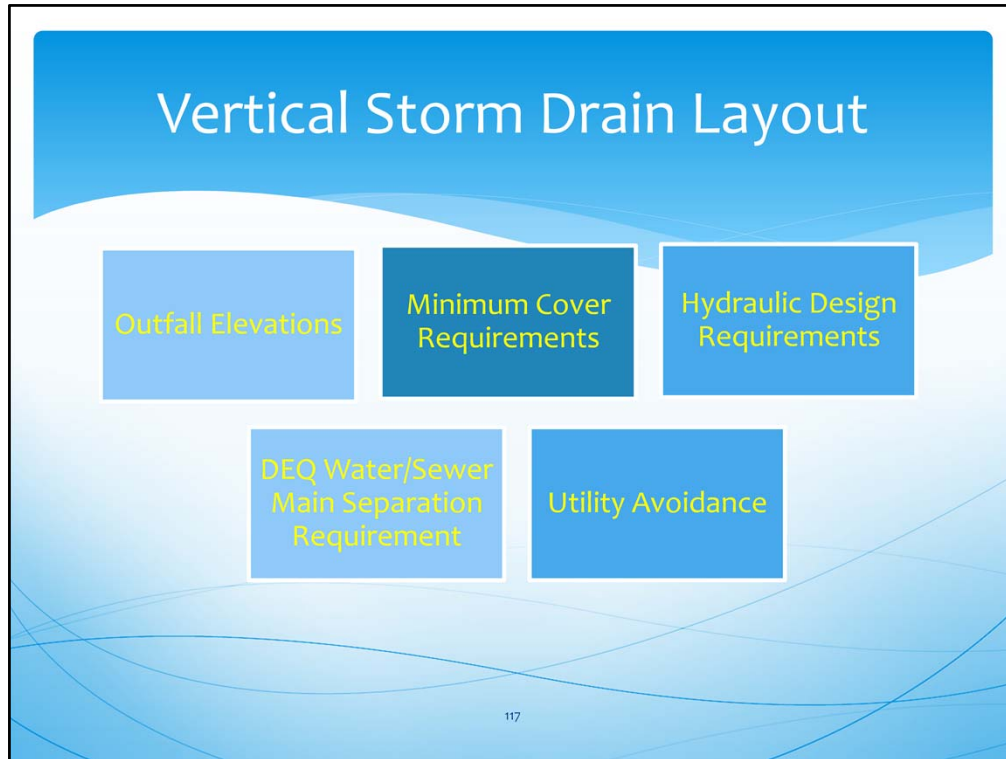 Vertical Storm Drain Layout
Outfall Elevations
Minimum Cover
Requirements
Hydraulic Design
Requirements
DEQ Water/Sewer
Main Separation
Requirement
Utility Avoidance
117